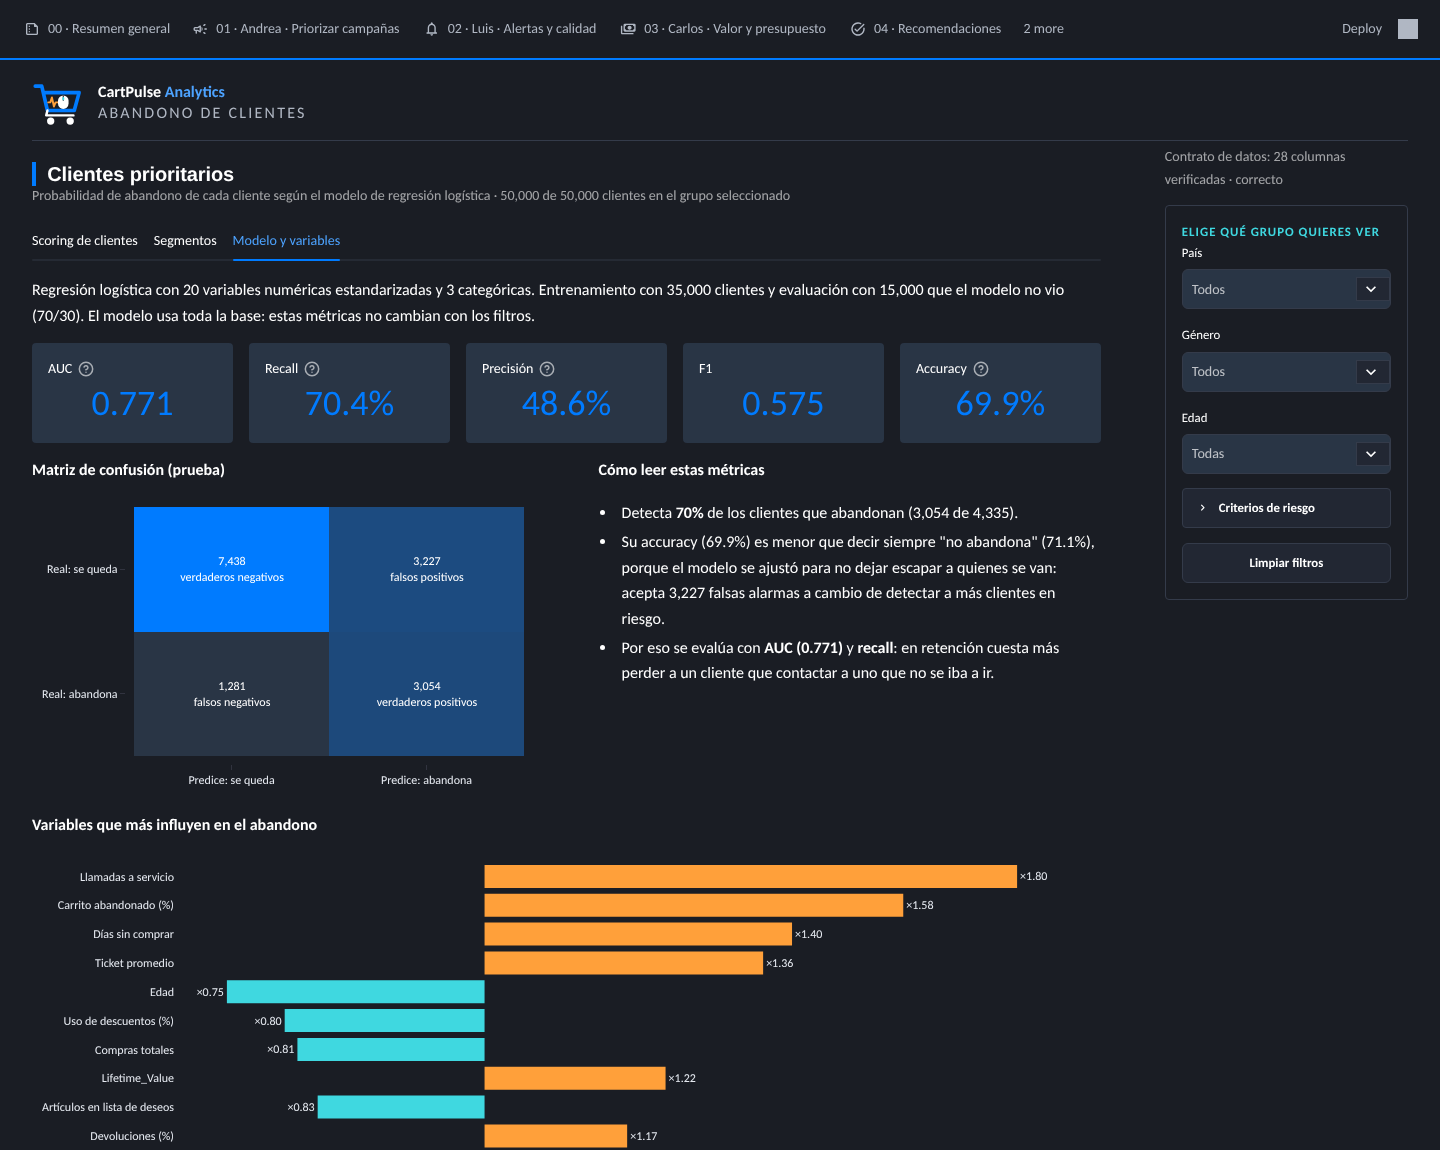 00 · Resumen general
01 · Andrea · Priorizar campañas
02 · Luis · Alertas y calidad
03 · Carlos · Valor y presupuesto
04 · Recomendaciones
2 more
Deploy
CartPulse Analytics
ABANDONO DE CLIENTES
Clientes prioritarios
Probabilidad de abandono de cada cliente según el modelo de regresión logística · 50,000 de 50,000 clientes en el grupo seleccionado
Scoring de clientes
Segmentos
Modelo y variables
Regresión logística con 20 variables numéricas estandarizadas y 3 categóricas. Entrenamiento con 35,000 clientes y evaluación con 15,000 que el modelo no vio
(70/30). El modelo usa toda la base: estas métricas no cambian con los filtros.
AUC
0.771
Recall
70.4%
Precisión
48.6%
F1
0.575
Accuracy
69.9%
Matriz de confusión (prueba)
Real: se queda
7,438
verdaderos negativos
3,227
falsos positivos
Real: abandona
1,281
falsos negativos
3,054
verdaderos positivos
Predice: se queda
Predice: abandona
Cómo leer estas métricas
• Detecta 70% de los clientes que abandonan (3,054 de 4,335).
• Su accuracy (69.9%) es menor que decir siempre "no abandona" (71.1%),
porque el modelo se ajustó para no dejar escapar a quienes se van:
acepta 3,227 falsas alarmas a cambio de detectar a más clientes en
riesgo.
• Por eso se evalúa con AUC (0.771) y recall: en retención cuesta más
perder a un cliente que contactar a uno que no se iba a ir.
Variables que más influyen en el abandono
Llamadas a servicio ×1.80
Carrito abandonado (%) ×1.58
Días sin comprar ×1.40
Ticket promedio ×1.36
Edad ×0.75
Uso de descuentos (%) ×0.80
Compras totales ×0.81
Lifetime_Value ×1.22
Artículos en lista de deseos ×0.83
Devoluciones (%) ×1.17
Contrato de datos: 28 columnas
verificadas · correcto
ELIGE QUÉ GRUPO QUIERES VER
País
Todos
Género
Todos
Edad
Todas
Criterios de riesgo
Limpiar filtros